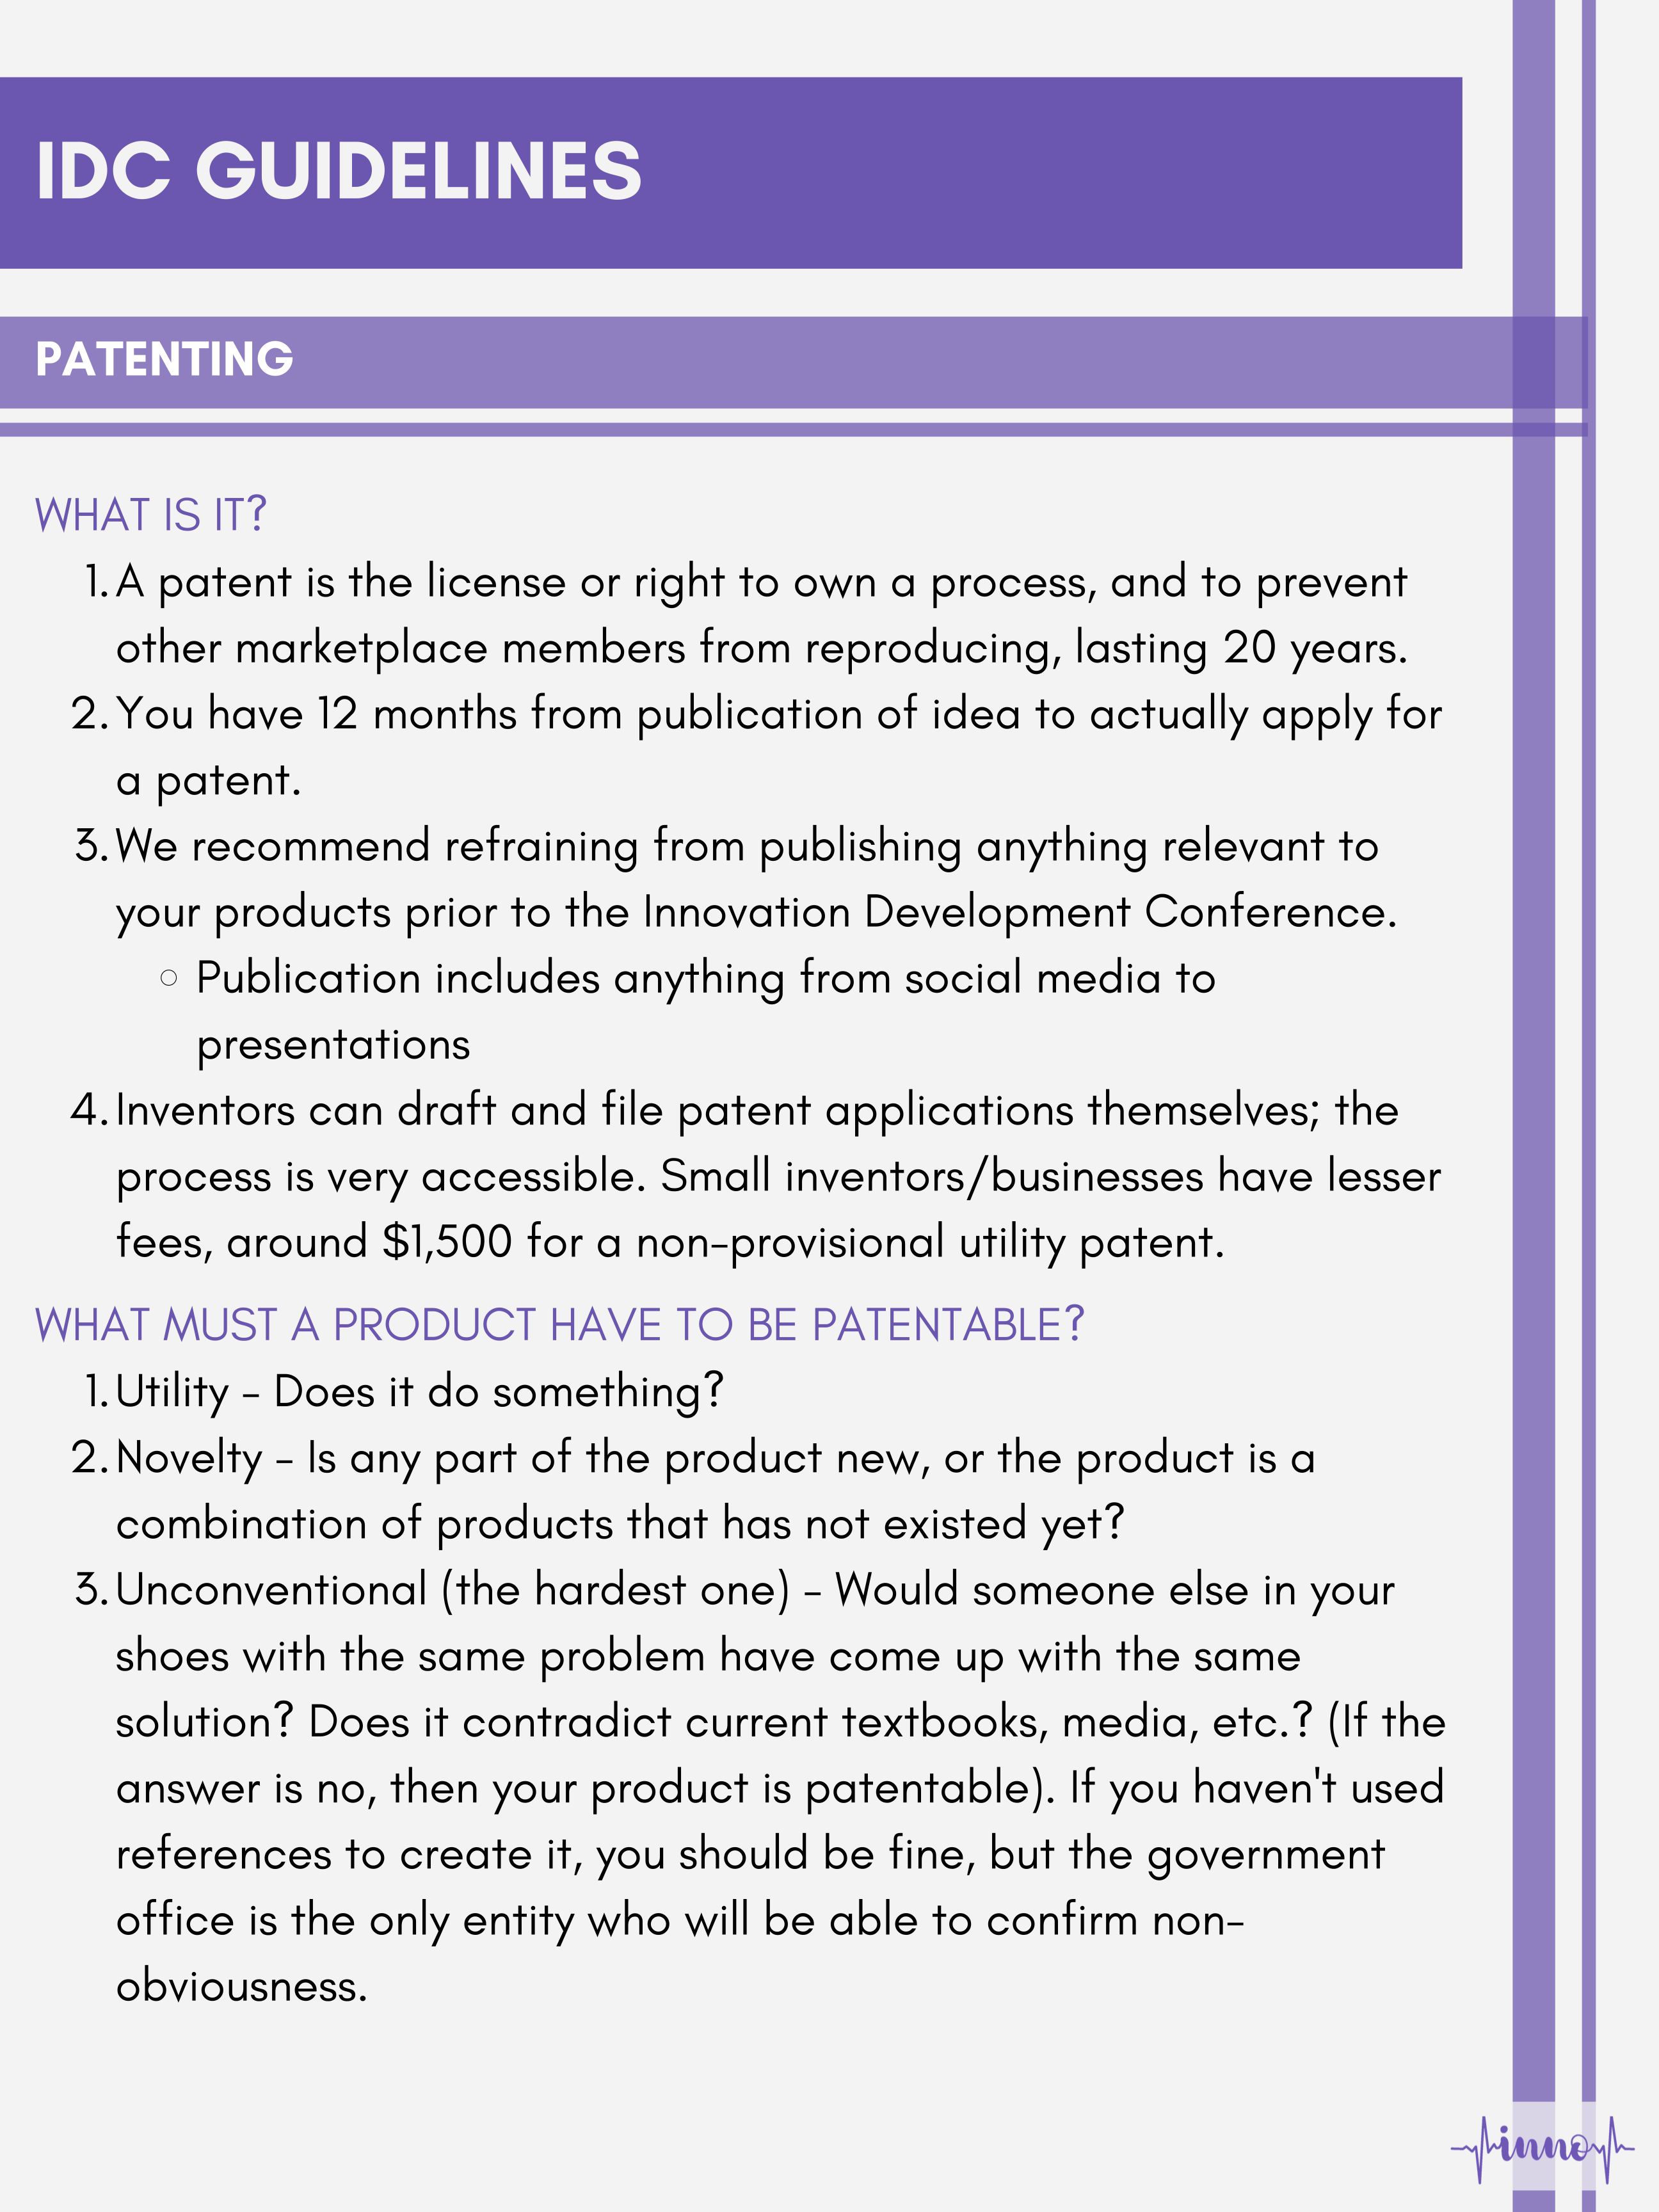 IDC GUIDELINES
PATENTING
WHAT IS IT?
1. A patent is the license or right to own a process, and to prevent
other marketplace members from reproducing, lasting 20 years.
2. You have 12 months from publication of idea to actually apply for
a patent.
3. We recommend refraining from publishing anything relevant to
your products prior to the Innovation Development Conference.
○ Publication includes anything from social media to
presentations
4. Inventors can draft and file patent applications themselves; the
process is very accessible. Small inventors/businesses have lesser
fees, around $1,500 for a non-provisional utility patent.
WHAT MUST A PRODUCT HAVE TO BE PATENTABLE?
1. Utility - Does it do something?
2. Novelty - Is any part of the product new, or the product is a
combination of products that has not existed yet?
3. Unconventional (the hardest one) - Would someone else in your
shoes with the same problem have come up with the same
solution? Does it contradict current textbooks, media, etc.? (If the
answer is no, then your product is patentable). If you haven't used
references to create it, you should be fine, but the government
office is the only entity who will be able to confirm non-
obviousness.
inno